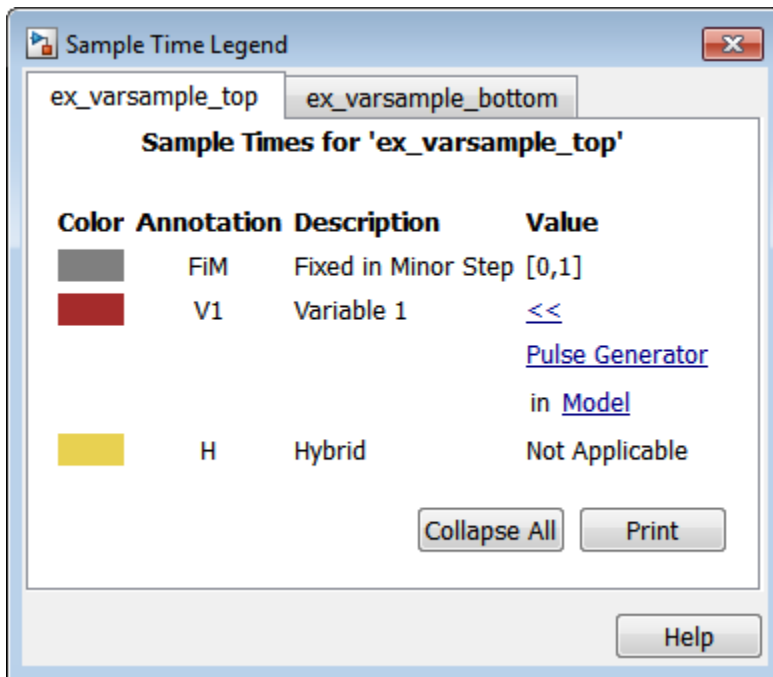 Sample Time Legend
ex_varsample_top ex_varsample_bottom
Sample Times for 'ex_varsample_top'
Color Annotation Description Value
FiM Fixed in Minor Step [0,1]
V1 Variable 1 <<
Pulse Generator
in Model
H Hybrid Not Applicable
Collapse All Print
Help